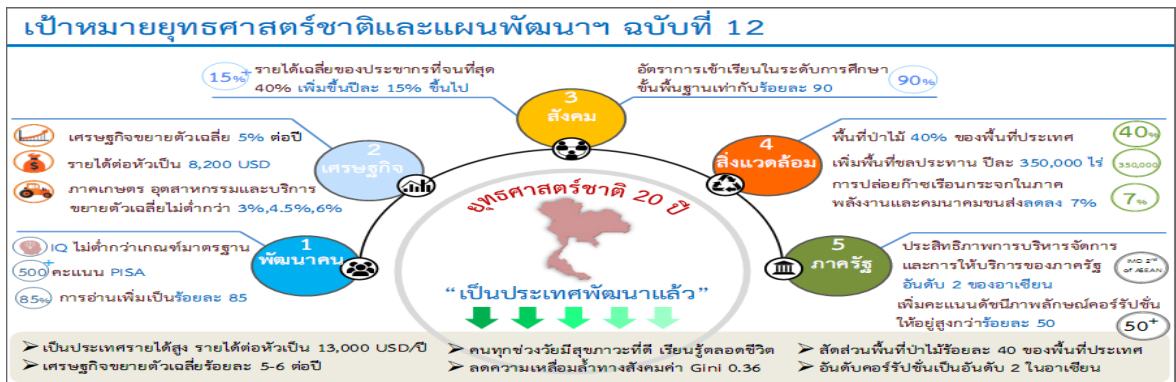 เป้าหมายยุทธศาสตร์ชาติและแผนพัฒนาฯ ฉบับที่ 12
15%+
รายได้เฉลี่ยของประชากรที่จนที่สุด
40% เพิ่มขึ้นปีละ 15% ขึ้นไป
3
สังคม
อัตราการเข้าเรียนในระดับการศึกษา
ขั้นพื้นฐานเท่ากับร้อยละ 90
90%
เศรษฐกิจขยายตัวเฉลี่ย 5% ต่อปี
รายได้ต่อหัวเป็น 8,200 USD
ภาคเกษตร อุตสาหกรรมและบริการ
ขยายตัวเฉลี่ยไม่ต่ำกว่า 3%,4.5%,6%
2
เศรษฐกิจ
4
สิ่งแวดล้อม
พื้นที่ป่าไม้ 40% ของพื้นที่ประเทศ
40%
เพิ่มพื้นที่ชลประทาน ปีละ 350,000 ไร่
350,000
การปล่อยก๊าซเรือนกระจกในภาค
พลังงานและคมนาคมขนส่งลดลง 7%
7%
ยุทธศาสตร์ชาติ 20 ปี
“เป็นประเทศพัฒนาแล้ว”
IQ ไม่ต่ำกว่าเกณฑ์มาตรฐาน
500+ คะแนน PISA
85% การอ่านเพิ่มเป็นร้อยละ 85
1
พัฒนาคน
5
ภาครัฐ
ประสิทธิภาพการบริหารจัดการ
และการให้บริการของภาครัฐ
อันดับ 2 ของอาเซียน
IMD 2nd
of ASEAN
เพิ่มคะแนนดัชนีภาพลักษณ์คอร์รัปชั่น
ให้อยู่สูงกว่าร้อยละ 50
50+
➢ เป็นประเทศรายได้สูง รายได้ต่อหัวเป็น 13,000 USD/ปี
➢ เศรษฐกิจขยายตัวเฉลี่ยร้อยละ 5-6 ต่อปี
➢ คนทุกช่วงวัยมีสุขภาวะที่ดี เรียนรู้ตลอดชีวิต
➢ ลดความเหลื่อมล้ำทางสังคมค่า Gini 0.36
➢ สัดส่วนพื้นที่ป่าไม้ร้อยละ 40 ของพื้นที่ประเทศ
➢ อันดับคอร์รัปชั่นเป็นอันดับ 2 ในอาเซียน